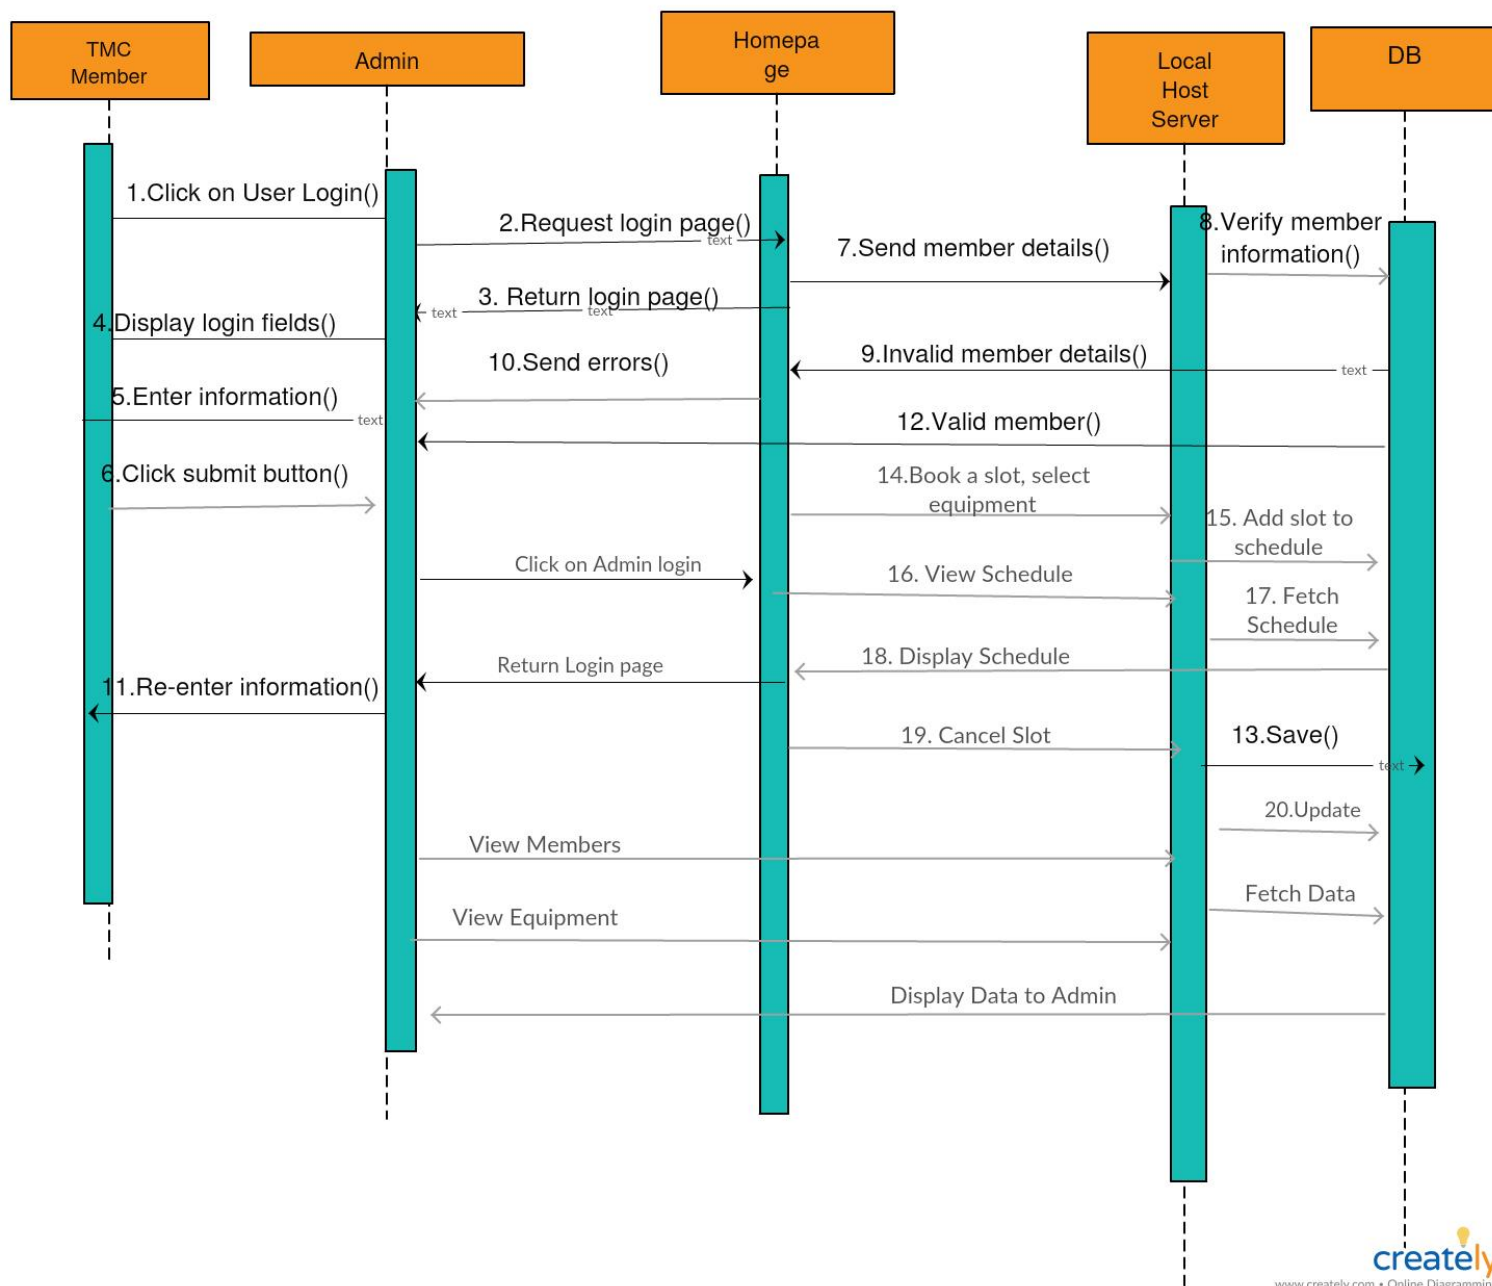 TMC
Member
Admin
Homepa
ge
Local
Host
Server
DB
1.Click on User Login()
2.Request login page()
text
7.Send member details()
8.Verify member
information()
3. Return login page()
text
text
4.Display login fields()
10.Send errors()
9.Invalid member details()
text
5.Enter information()
text
12.Valid member()
6.Click submit button()
14.Book a slot, select
equipment
15. Add slot to
schedule
Click on Admin login
16. View Schedule
17. Fetch
Schedule
18. Display Schedule
Return Login page
11.Re-enter information()
19. Cancel Slot
13.Save()
text
20.Update
View Members
Fetch Data
View Equipment
Display Data to Admin
creately
www.creately.com • Online Diagramming